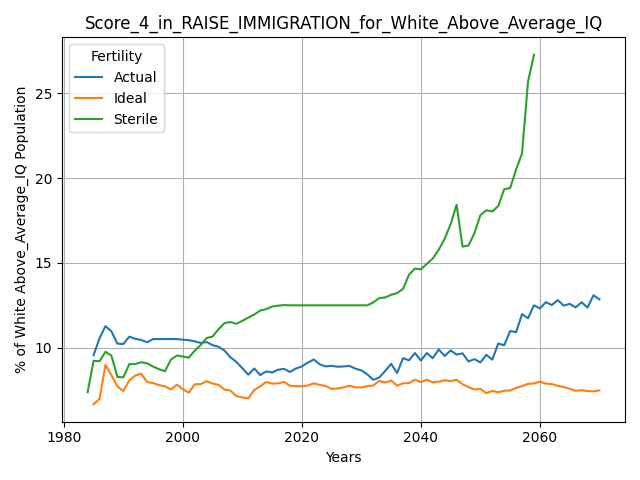 Score_4_in_RAISE_IMMIGRATION_for_White_Above_Average_IQ
Fertility
Actual
Ideal
Sterile
% of White Above_Average_IQ Population
25
20
15
10
1980
2000
2020
2040
2060
Years